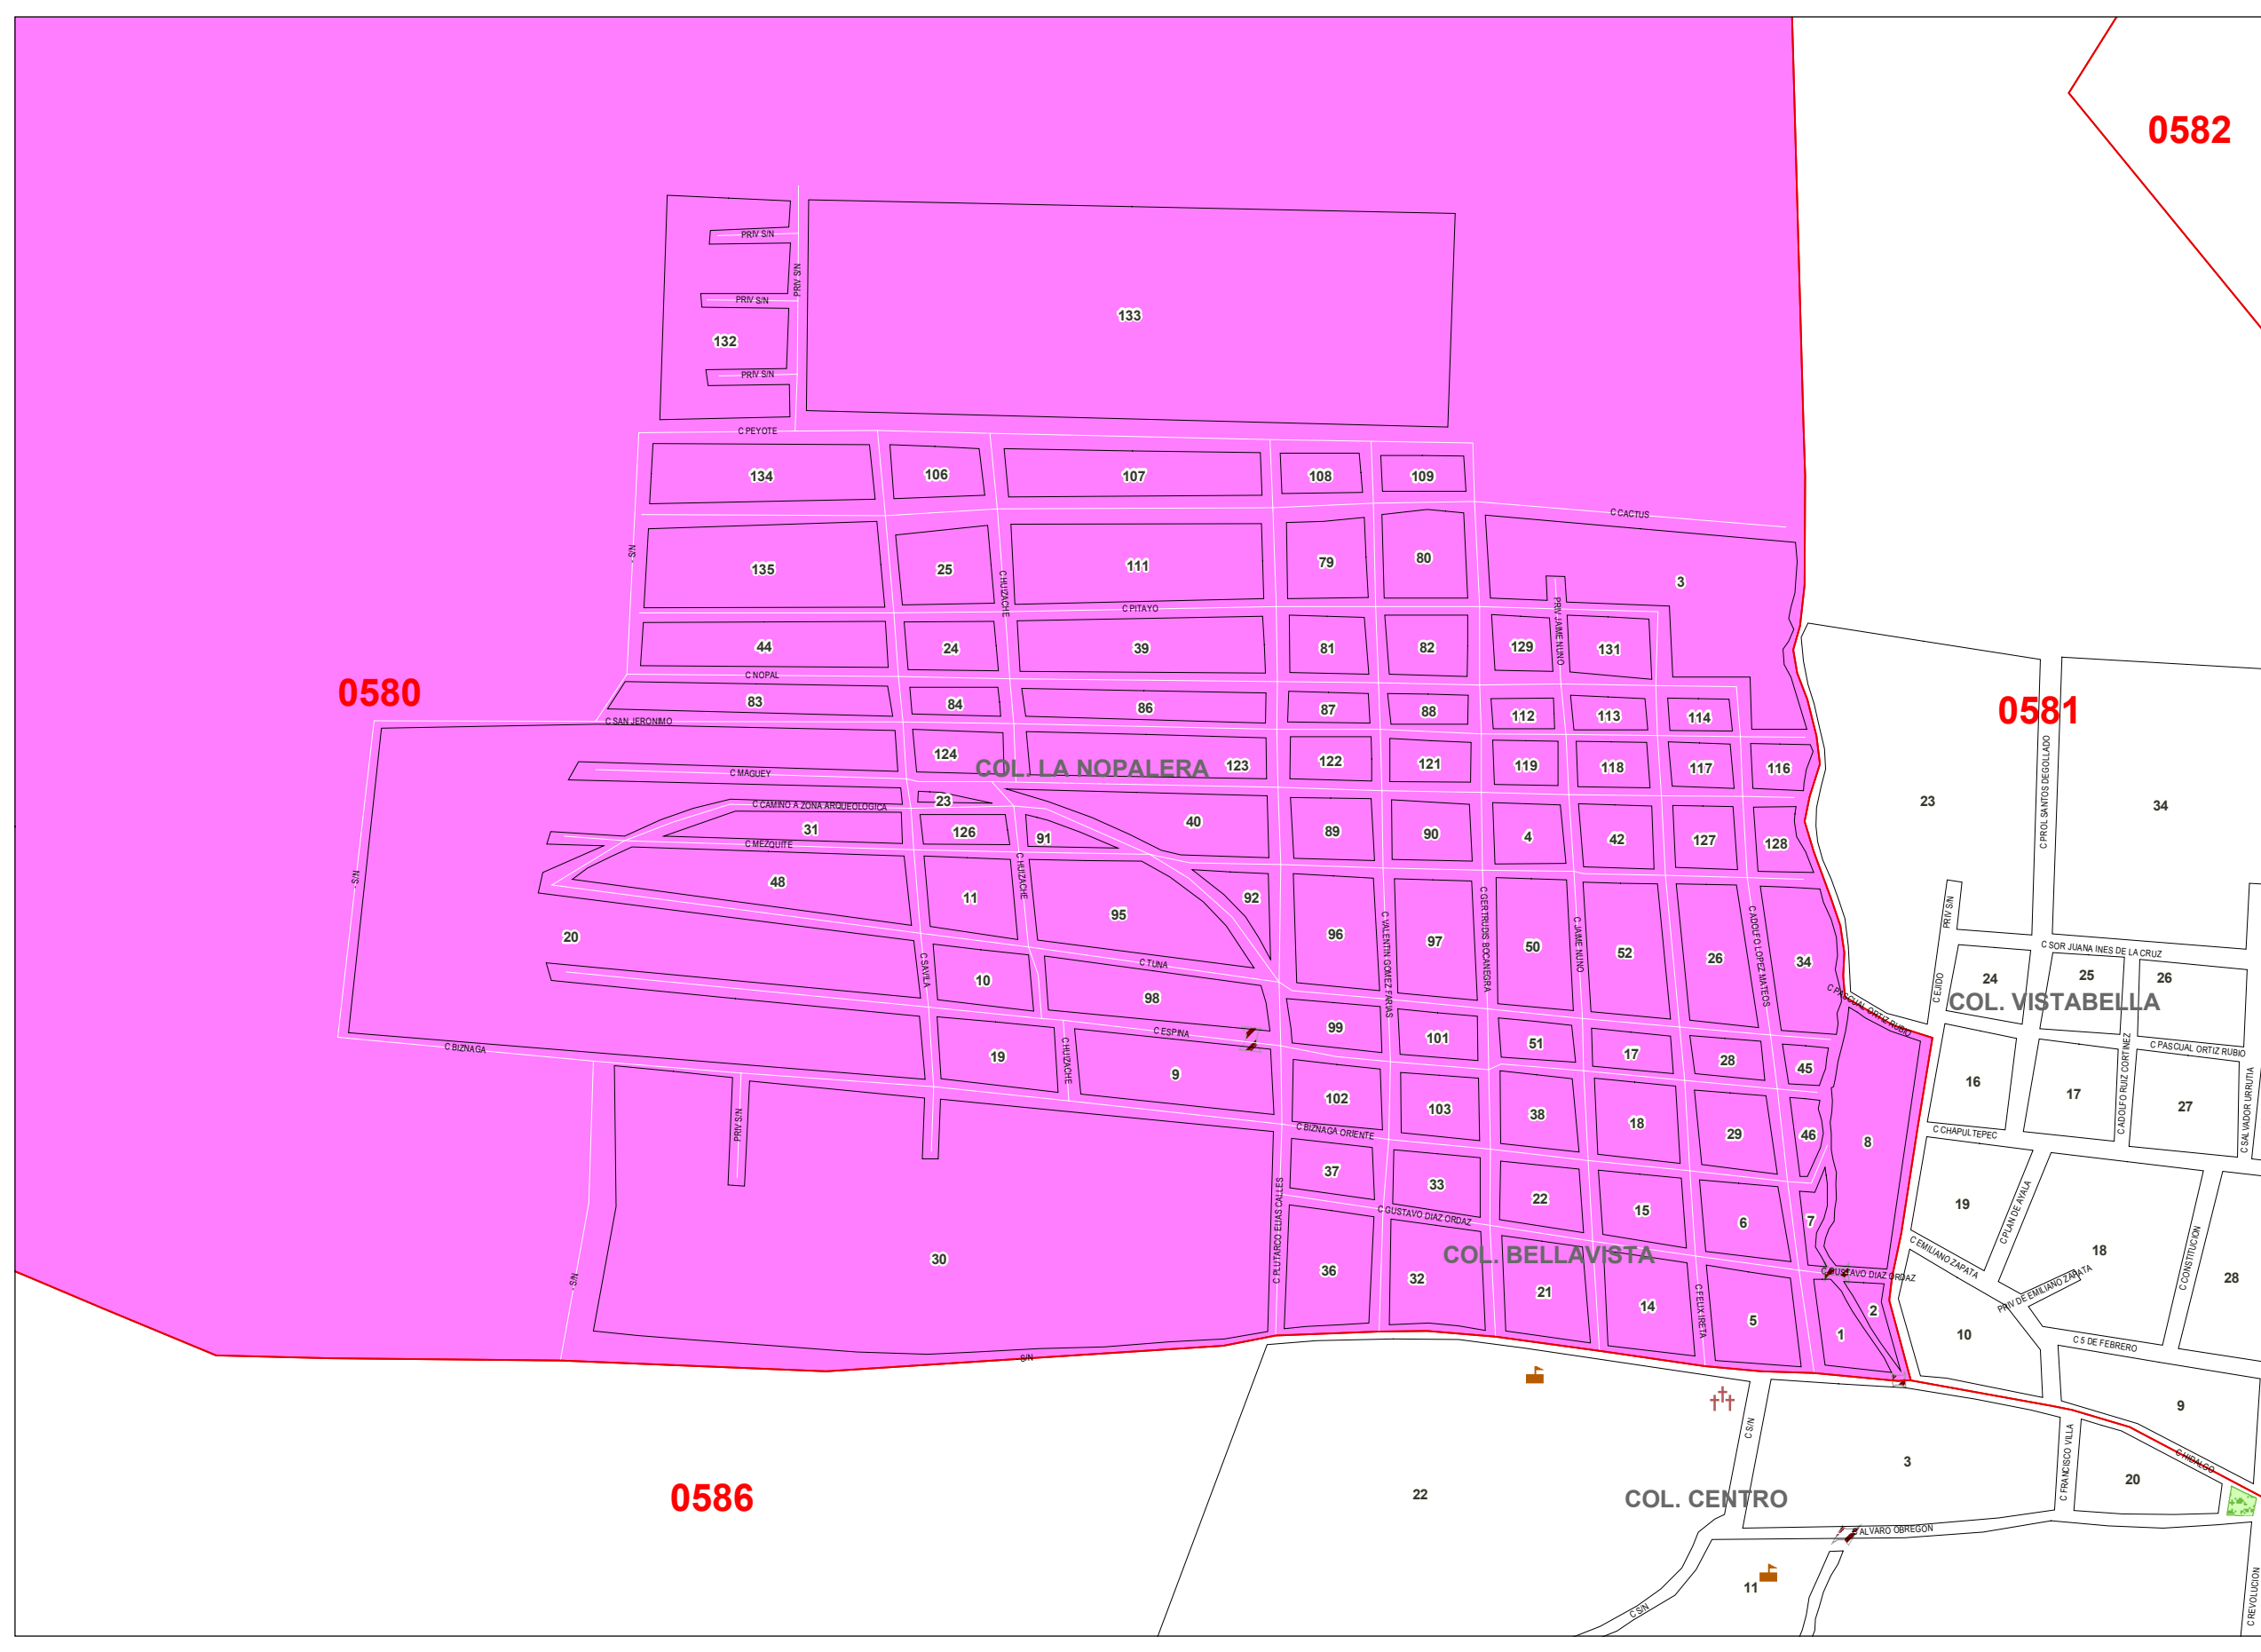 0582
PRIV S/N
PRIV S/N
PRIV S/N
133
PRIV S/N
132
PRIV S/N
C PEYOTE
134
106
107
108
109
C CACTUS
- S/N
135
25
C HUIZACHE
111
79
80
3
C PITAYO
PRIV JAIME NUNO
44
24
39
81
82
129
131
C NOPAL
0580
83
84
86
87
88
112
113
114
0581
C SAN JERONIMO
124
COL. LA NOPALERA
123
122
121
119
118
117
116
C MAGUEY
C PROL SANTOS DEGOLLADO
23
34
23
C CAMINO A ZONA ARQUEOLOGICA
31
126
91
40
89
90
4
42
127
128
C MEZQUITE
- S/N
48
11
C HUIZACHE
95
92
96
97
50
52
26
34
C VALENTIN GOMEZ FARIAS
C GERTRUDIS BOCANEGRA
C JAIME NUNO
C ADOLFO LOPEZ MATEOS
PRIV S/N
20
C SAVILA
C TUNA
C SOR JUANA INES DE LA CRUZ
10
98
24
25
26
C EJIDO
C PASCUAL ORTIZ RUBIO
COL. VISTABELLA
C ESPINA
99
101
51
17
28
45
C BIZNAGA
19
C HUIZACHE
9
C PASCUAL ORTIZ RUBIO
16
17
27
C ADOLFO RUIZ CORTINEZ
C SALVADOR URRUTIA
102
103
38
18
29
46
8
PRIV S/N
C BIZNAGA ORIENTE
C CHAPULTEPEC
37
33
22
15
6
7
19
C PLAN DE AYALA
C PLUTARCO ELIAS CALLES
C GUSTAVO DIAZ ORDAZ
COL. BELLAVISTA
C EMILIANO ZAPATA
18
C CONSTITUCION
28
30
- S/N
36
32
21
14
C FELIX IRETA
5
C GUSTAVO DIAZ ORDAZ
1
2
PRIV DE EMILIANO ZAPATA
10
C 5 DE FEBRERO
- S/N
9
C S/N
C FRANCISCO VILLA
C HIDALGO
3
20
0586
22
COL. CENTRO
C ALVARO OBREGON
11
C S/N
C REVOLUCION